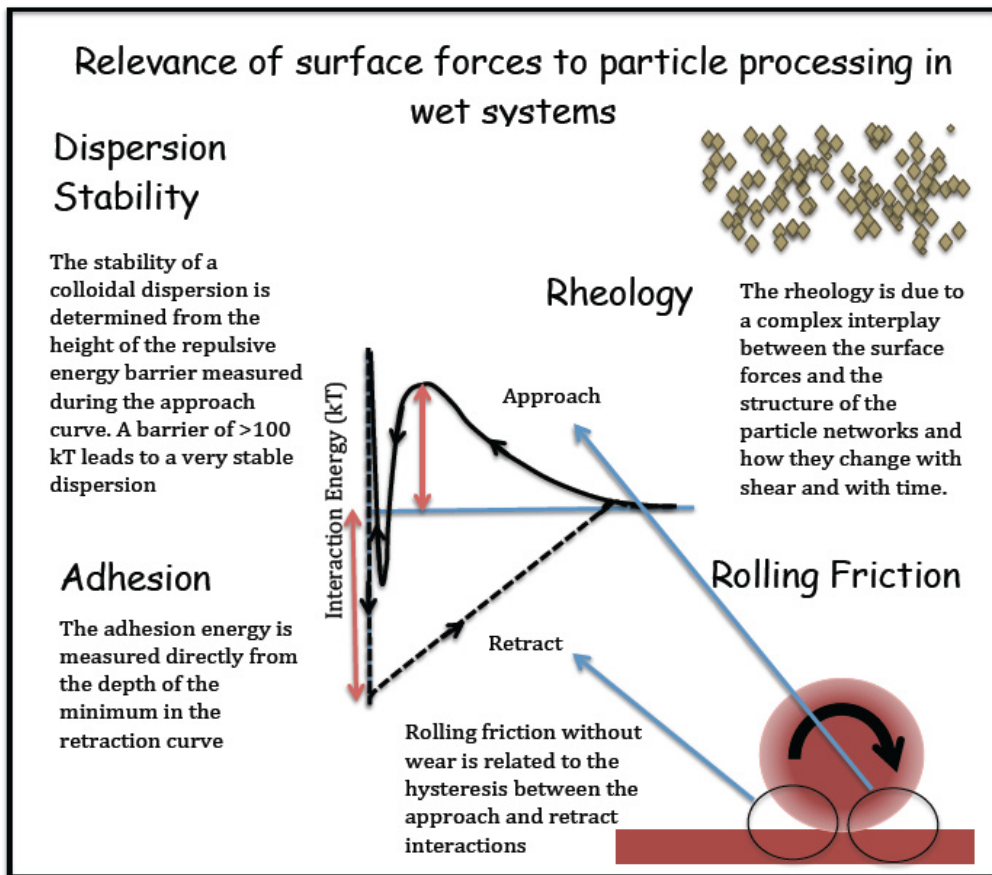 Relevance of surface forces to particle processing in
wet systems
Dispersion
Stability
The stability of a
colloidal dispersion is
determined from the
height of the repulsive
energy barrier measured
during the approach
curve. A barrier of >100
kT leads to a very stable
dispersion
Rheology
The rheology is due to
a complex interplay
between the surface
forces and the
structure of the
particle networks and
how they change with
shear and with time.
Approach
Interaction Energy (kT)
Adhesion
The adhesion energy is
measured directly from
the depth of the
minimum in the
retraction curve
Retract
Rolling Friction
Rolling friction without
wear is related to the
hysteresis between the
approach and retract
interactions